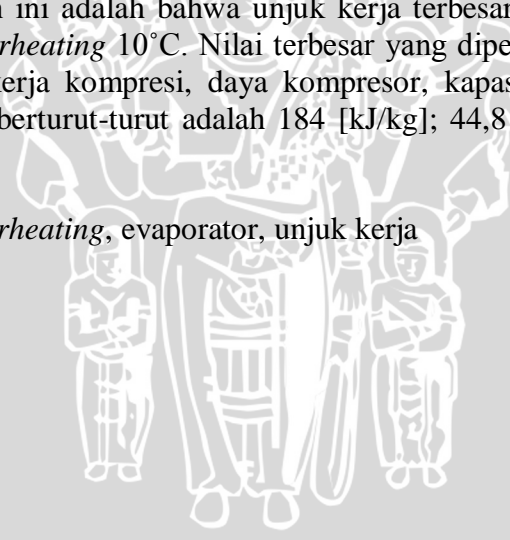 ini adalah bahwa unjuk kerja terbesar
rheating 10˚C. Nilai terbesar yang dipe
kerja kompresi, daya kompresor, kapas
berturut-turut adalah 184 [kJ/kg]; 44,8
rheating, evaporator, unjuk kerja